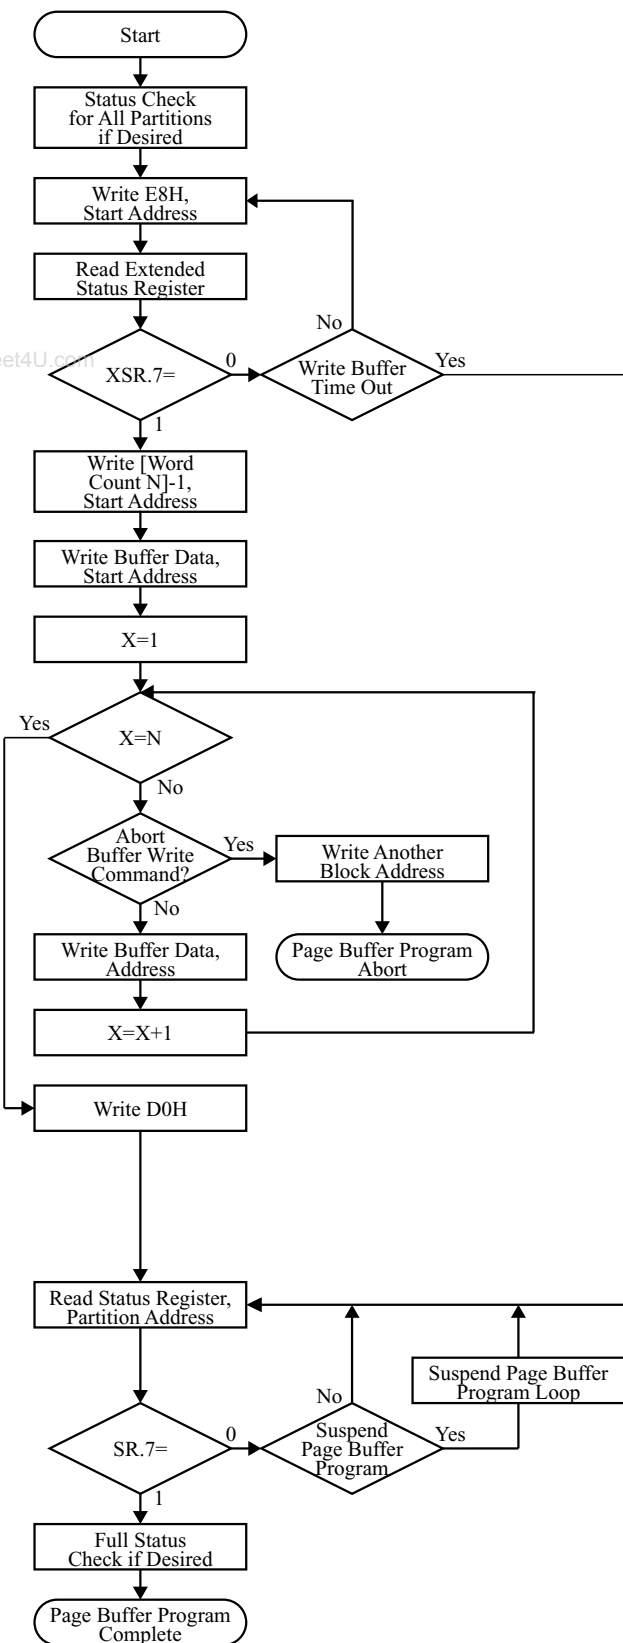 Start
Status Check
for All Partitions
if Desired
Write E8H,
Start Address
Read Extended
Status Register
eet4U.com
XSR.7=
0
No
Write Buffer
Time Out
Yes
1
Write [Word
Count N]-1,
Start Address
Write Buffer Data,
Start Address
X=1
Yes
X=N
No
Abort
Buffer Write
Command?
Yes
Write Another
Block Address
No
Page Buffer Program
Abort
Write Buffer Data,
Address
X=X+1
Write D0H
Read Status Register,
Partition Address
Suspend Page Buffer
Program Loop
SR.7=
0
No
Suspend
Page Buffer
Program
Yes
1
Full Status
Check if Desired
Page Buffer Program
Complete